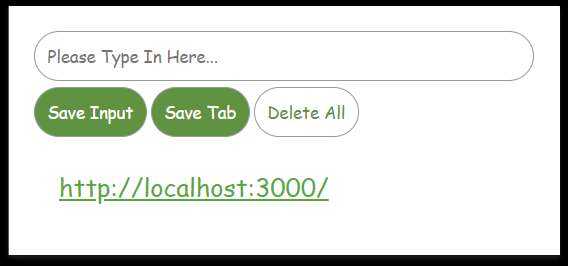 Please Type In Here...
Save Input Save Tab Delete All
http://localhost:3000/